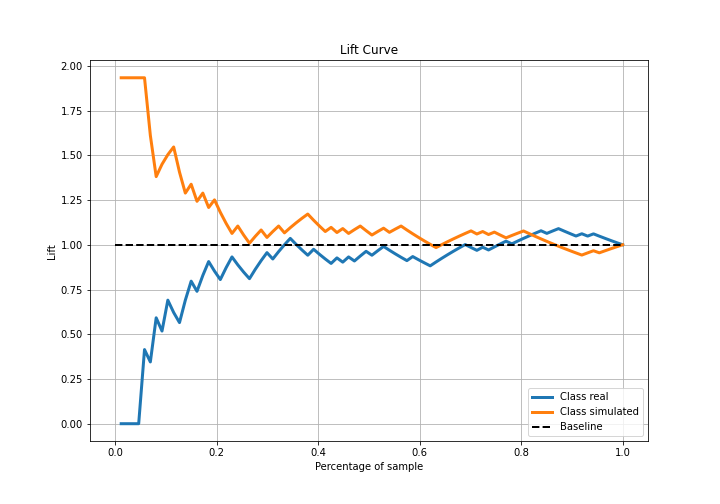 Lift Curve
2.00
1.75
1.50
1.25
1.00
0.75
0.50
0.25
0.00
Lift
0.0 0.2 0.4 0.6 0.8 1.0
Percentage of sample
Class real
Class simulated
Baseline